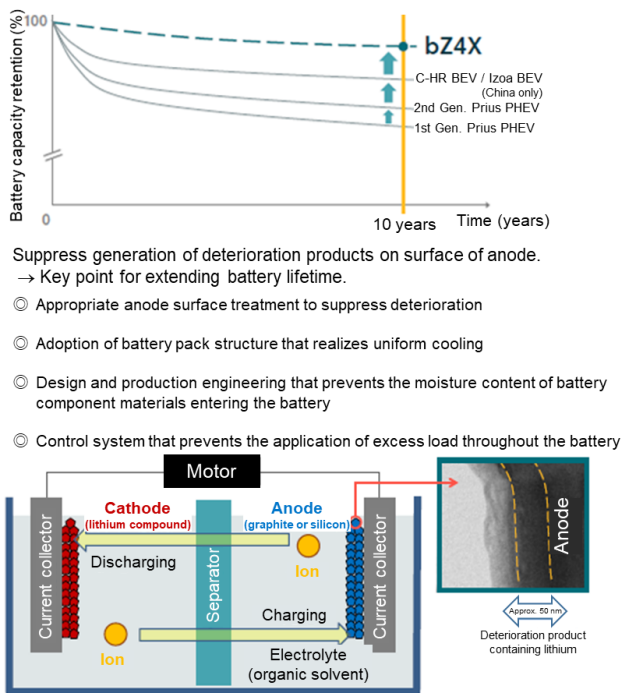 100
Battery capacity retention (%)
bZ4X
C-HR BEV / Izoa BEV
(China only)
2nd Gen. Prius PHEV
1st Gen. Prius PHEV
0
10 years
Time (years)
Suppress generation of deterioration products on surface of anode.
→ Key point for extending battery lifetime.
◎ Appropriate anode surface treatment to suppress deterioration
◎ Adoption of battery pack structure that realizes uniform cooling
◎ Design and production engineering that prevents the moisture content of battery
component materials entering the battery
◎ Control system that prevents the application of excess load throughout the battery
Motor
Cathode
(lithium compound)
Anode
(graphite or silicon)
Current collector
Discharging
Ion
Separator
Current collector
Charging
Ion
Electrolyte
(organic solvent)
Anode
Approx. 50 nm
Deterioration product
containing lithium